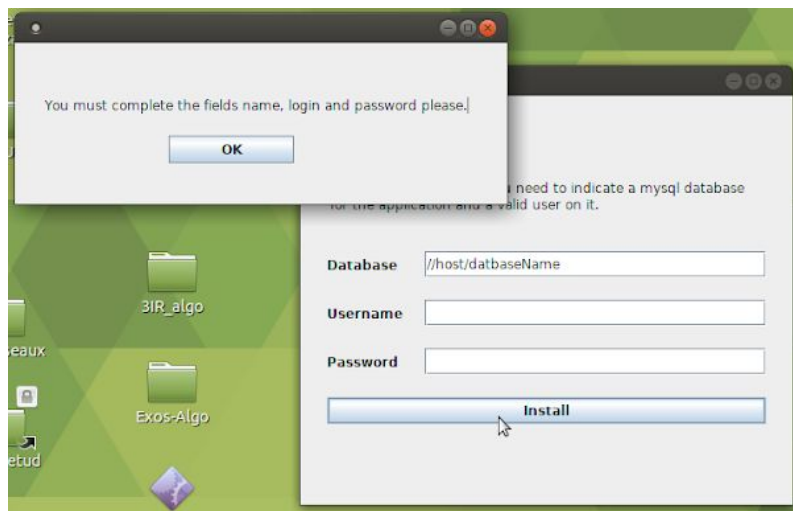 You must complete the fields name, login and password please.
OK
need to indicate a mysql database
for the application and a valid user on it.
Database
//host/datbaseName
Username
Password
Install
3IR_algo
eaux
Exos-Algo
etud